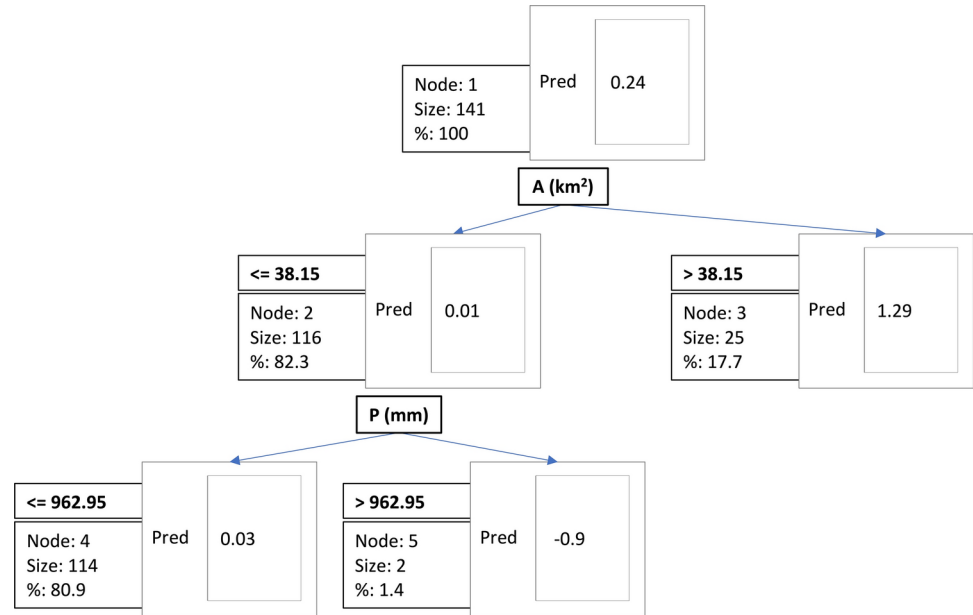 Node: 1
Size: 141
%: 100
Pred
0.24
A (km²)
<= 38.15
Node: 2
Size: 116
%: 82.3
Pred
0.01
> 38.15
Node: 3
Size: 25
%: 17.7
Pred
1.29
P (mm)
<= 962.95
Node: 4
Size: 114
%: 80.9
Pred
0.03
> 962.95
Node: 5
Size: 2
%: 1.4
Pred
-0.9